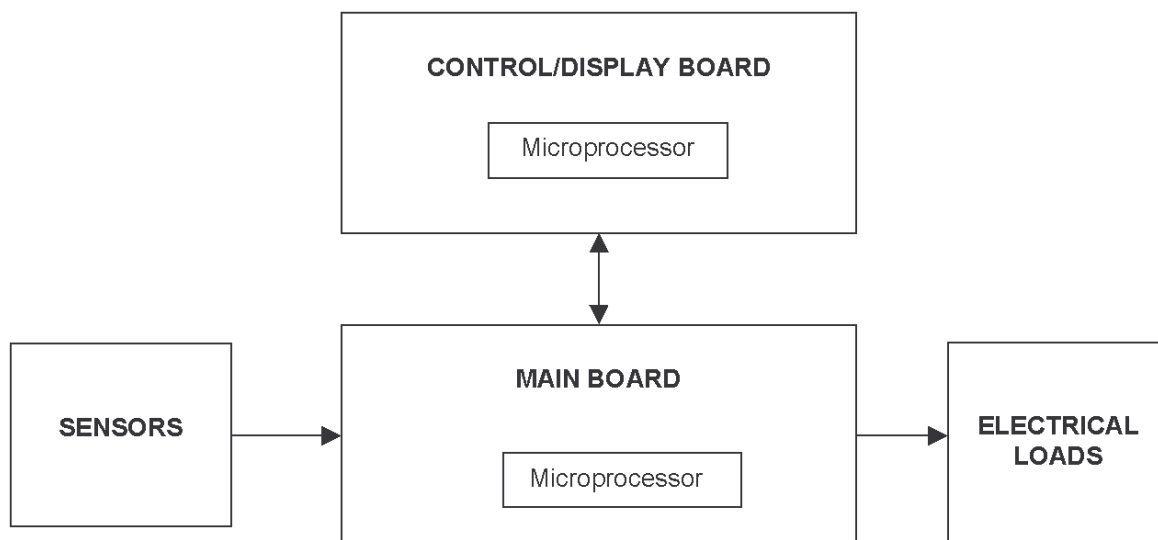 CONTROL/DISPLAY BOARD
Microprocessor
MAIN BOARD
SENSORS
ELECTRICAL
LOADS
Microprocessor